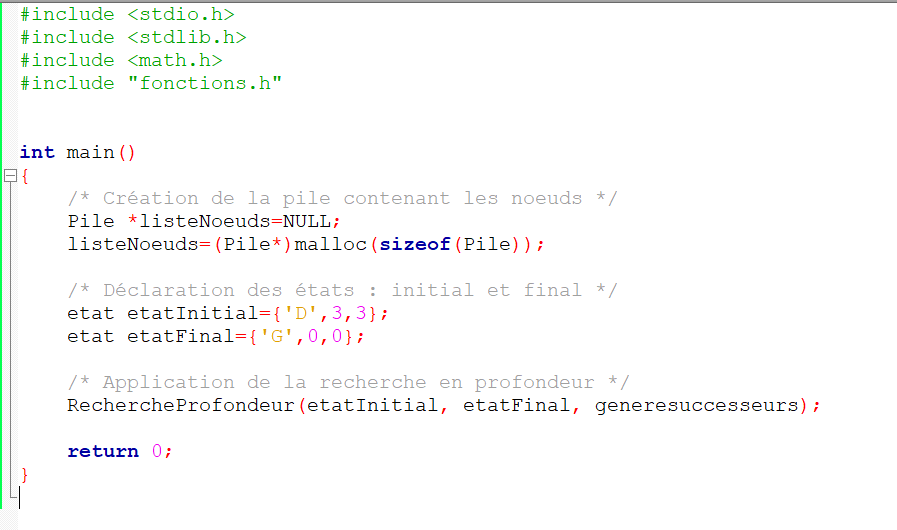 #include <stdio.h>
#include <stdlib.h>
#include <math.h>
#include "fonctions.h"
int main()
{
/* Création de la pile contenant les noeuds */
Pile *listeNoeuds=NULL;
listeNoeuds=(Pile*)malloc(sizeof(Pile));
/* Déclaration des états : initial et final */
etat etatInitial={'D',3,3};
etat etatFinal={'G',0,0};
/* Application de la recherche en profondeur */
RechercheProfondeur(etatInitial, etatFinal, generesuccesseurs);
return 0;
}